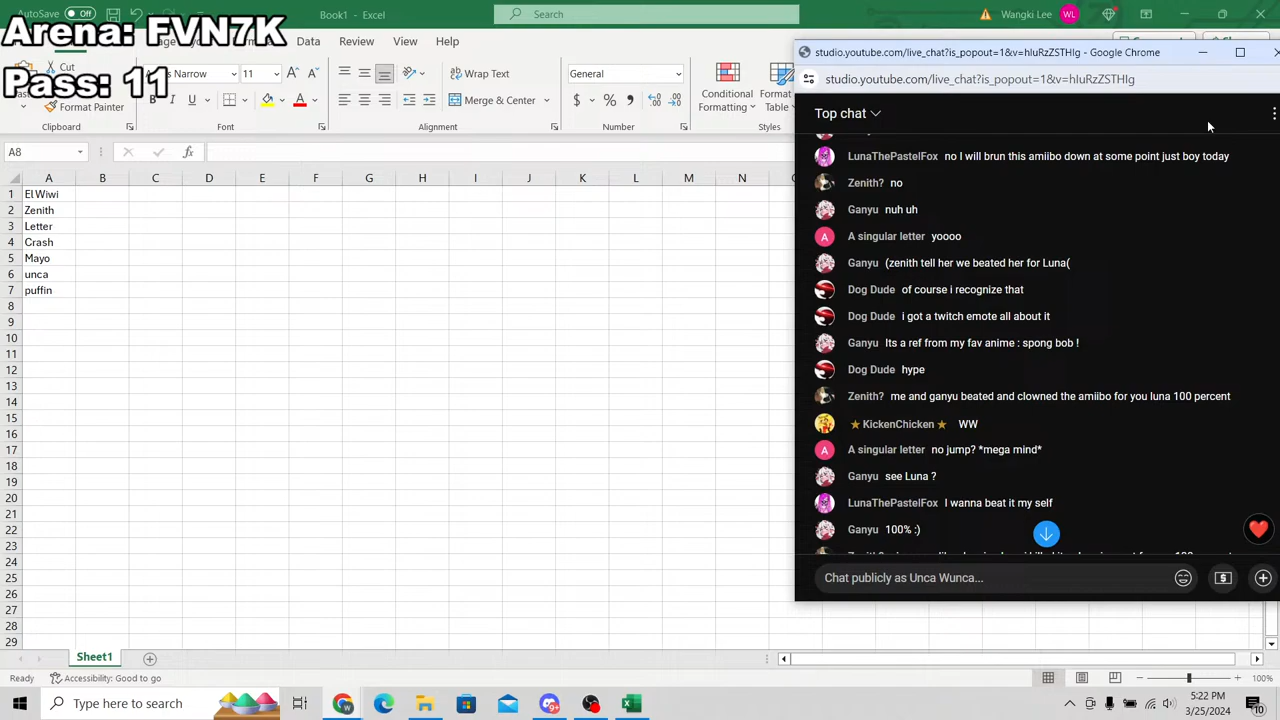 Arena: FVN7K
Pass: 11
Off
Book1 - Excel
Search
Wangki Lee
WL
Data
Review
View
Help
Cut
Format Painter
Narrow
11
A
A
Wrap Text
General
B
I
U
A
Merge & Center
$
%
Conditional
Formatting
Format
Table
Clipboard
Font
Alignment
Number
Styles
A8
fx
A
B
C
D
E
F
G
H
I
J
K
L
M
N
1 El Wiwi
2 Zenith
3 Letter
4 Crash
5 Mayo
6 unca
7 puffin
8
9
10
11
12
13
14
15
16
17
18
19
20
21
22
23
24
25
26
27
28
29
studio.youtube.com/live_chat?is_popout=1&v=hluRzZSTHlg - Google Chrome
studio.youtube.com/live_chat?is_popout=1&v=hluRzZSTHlg
Top chat
LunaThePastelFox no I will brun this amiibo down at some point just boy today
Zenith? no
Ganyu nuh uh
A A singular letter yoooo
Ganyu (zenith tell her we beated her for Luna(
Dog Dude of course i recognize that
Dog Dude i got a twitch emote all about it
Ganyu Its a ref from my fav anime : spong bob !
Dog Dude hype
Zenith? me and ganyu beated and clowned the amiibo for you luna 100 percent
★KickenChicken★ WW
A A singular letter no jump? *mega mind*
Ganyu see Luna ?
LunaThePastelFox I wanna beat it my self
Ganyu 100% :)
Chat publicly as Unca Wunca...
Sheet1
Ready
Accessibility: Good to go
100%
Type here to search
9+
5:22 PM
3/25/2024
10